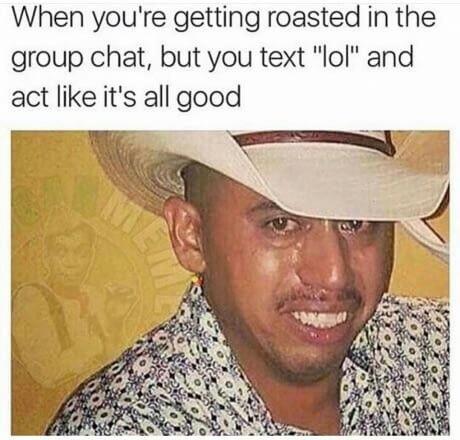 When you're getting roasted in the
group chat, but you text "lol" and
act like it's all good
MEME